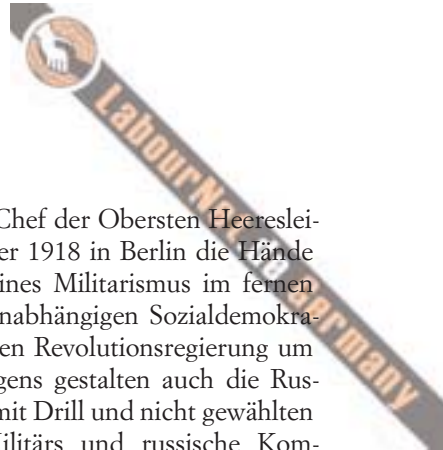 LabourNet.de Germany
Chef der Obersten Heereslei-
er 1918 in Berlin die Hände
ines Militarismus im fernen
nabhängigen Sozialdemokra-
en Revolutionsregierung um
gens gestalten auch die Rus-
mit Drill und nicht gewählten
ilitärs und russische Kom-